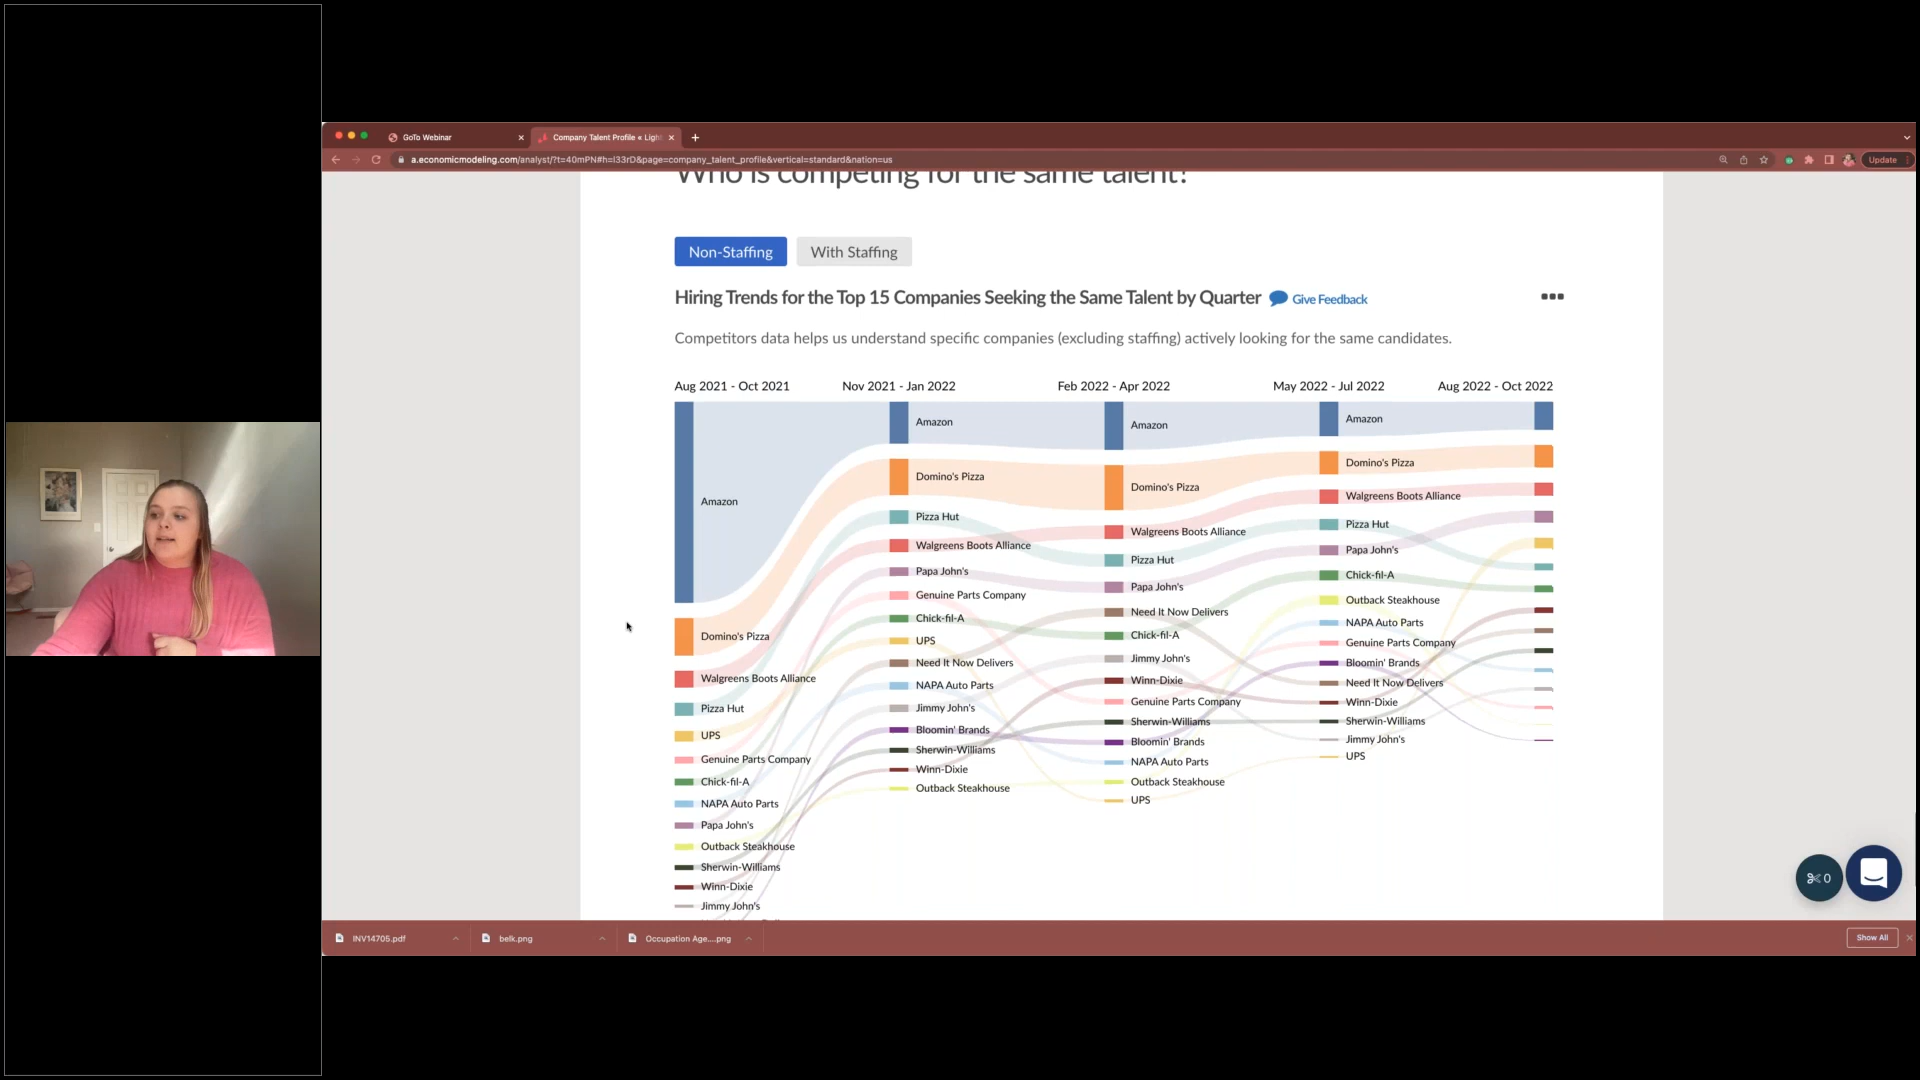 GoTo Webinar
Company Talent Profile « Ligh
a.economicmodeling.com/analyst/?t=40mPN#h=I33rD&page=company_talent_profile&vertical=standard&nation=us
Update
Who is competing for the same talent?
Non-Staffing
With Staffing
Hiring Trends for the Top 15 Companies Seeking the Same Talent by Quarter
Give Feedback
Competitors data helps us understand specific companies (excluding staffing) actively looking for the same candidates.
Aug 2021 - Oct 2021
Amazon
Domino's Pizza
Walgreens Boots Alliance
Pizza Hut
UPS
Genuine Parts Company
Chick-fil-A
NAPA Auto Parts
Papa John's
Outback Steakhouse
Sherwin-Williams
Winn-Dixie
Jimmy John's
Nov 2021 - Jan 2022
Amazon
Domino's Pizza
Pizza Hut
Walgreens Boots Alliance
Papa John's
Genuine Parts Company
Chick-fil-A
UPS
Need It Now Delivers
NAPA Auto Parts
Jimmy John's
Bloomin' Brands
Sherwin-Williams
Winn-Dixie
Outback Steakhouse
Feb 2022 - Apr 2022
Amazon
Domino's Pizza
Walgreens Boots Alliance
Pizza Hut
Papa John's
Need It Now Delivers
Chick-fil-A
Jimmy John's
Winn-Dixie
Genuine Parts Company
Sherwin-Williams
Bloomin' Brands
NAPA Auto Parts
Outback Steakhouse
UPS
May 2022 - Jul 2022
Amazon
Domino's Pizza
Walgreens Boots Alliance
Pizza Hut
Papa John's
Chick-fil-A
Outback Steakhouse
NAPA Auto Parts
Genuine Parts Company
Bloomin' Brands
Need It Now Delivers
Winn-Dixie
Sherwin-Williams
Jimmy John's
UPS
Aug 2022 - Oct 2022
0
INV14705.pdf
belk.png
Occupation Age....png
Show All